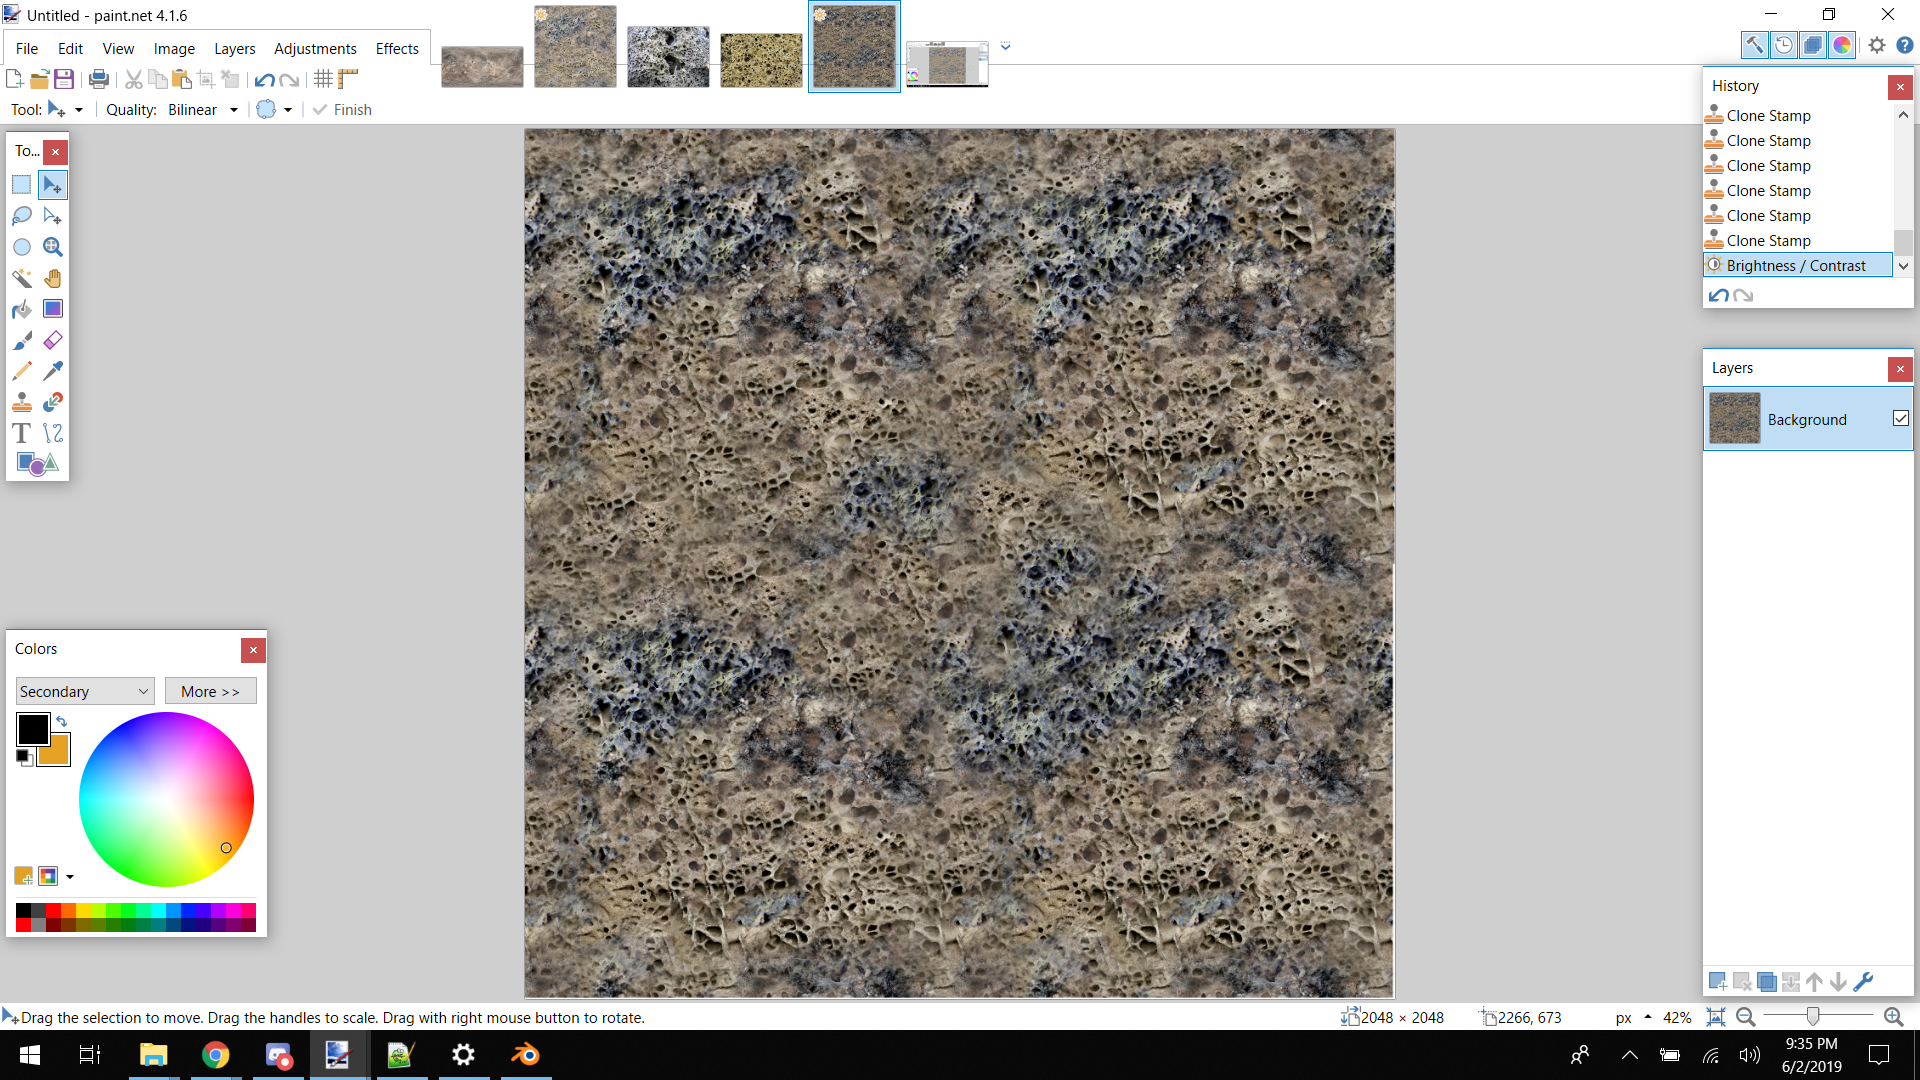 Untitled - paint.net 4.1.6
File Edit View Image Layers Adjustments Effects
Tool: Quality: Bilinear Finish
To...
History
Clone Stamp
Clone Stamp
Clone Stamp
Clone Stamp
Clone Stamp
Clone Stamp
Brightness / Contrast
Layers
Background
Colors
Secondary More >>
Drag the selection to move. Drag the handles to scale. Drag with right mouse button to rotate. 2048 × 2048 2266, 673 px 42%
9:35 PM
6/2/2019